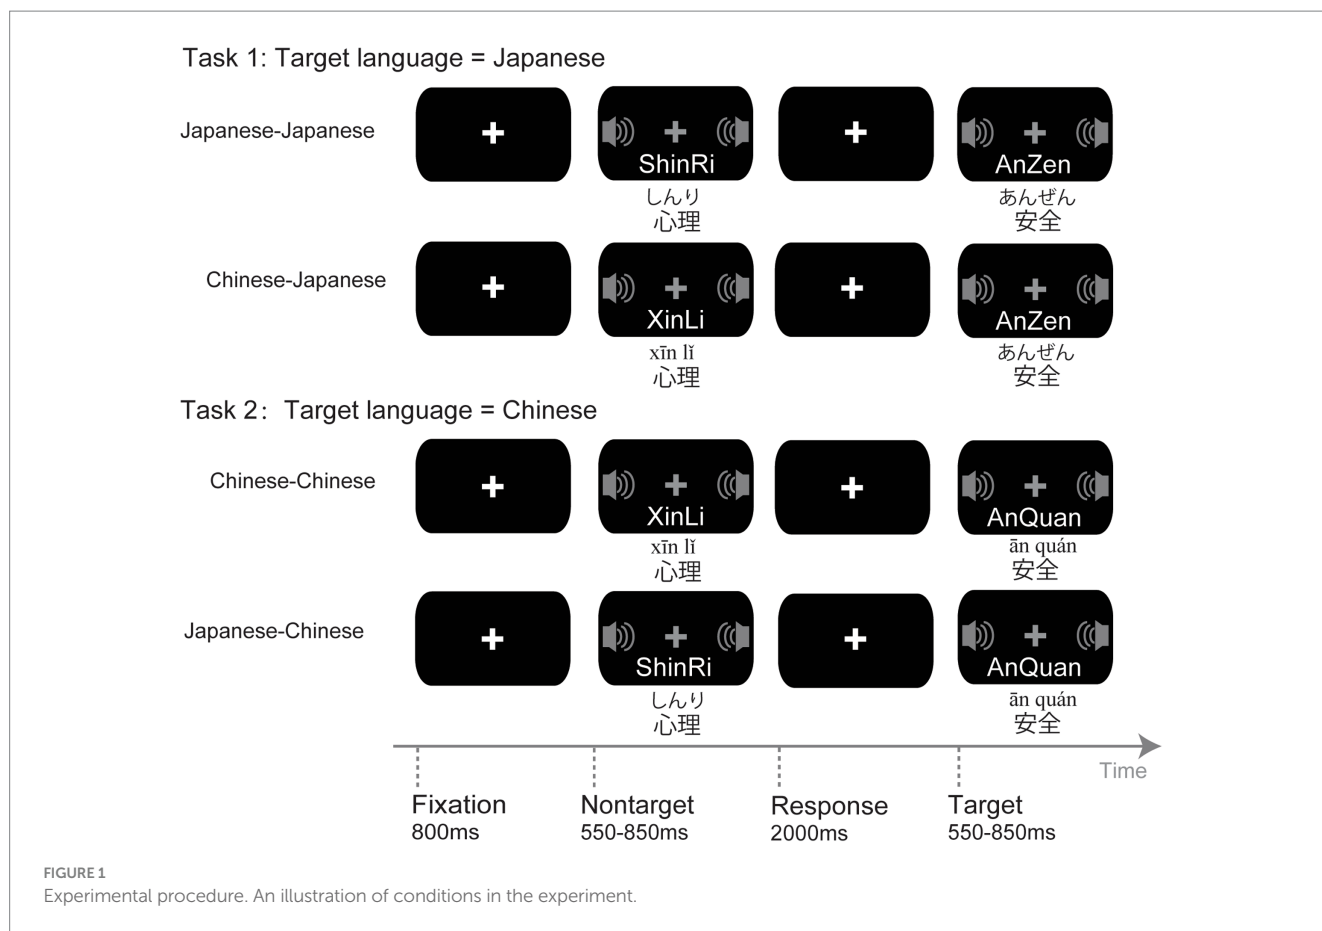 Task 1: Target language = Japanese
Japanese-Japanese
ShinRi
AnZen
しんり
あんぜん
心理
安全
Chinese-Japanese
XinLi
AnZen
xīn lǐ
あんぜん
心理
安全
Task 2: Target language = Chinese
Chinese-Chinese
XinLi
AnQuan
xīn lǐ
ān quán
心理
安全
Japanese-Chinese
ShinRi
AnQuan
しんり
ān quán
心理
安全
Time
Fixation
800ms
Nontarget
550-850ms
Response
2000ms
Target
550-850ms
FIGURE 1
Experimental procedure. An illustration of conditions in the experiment.